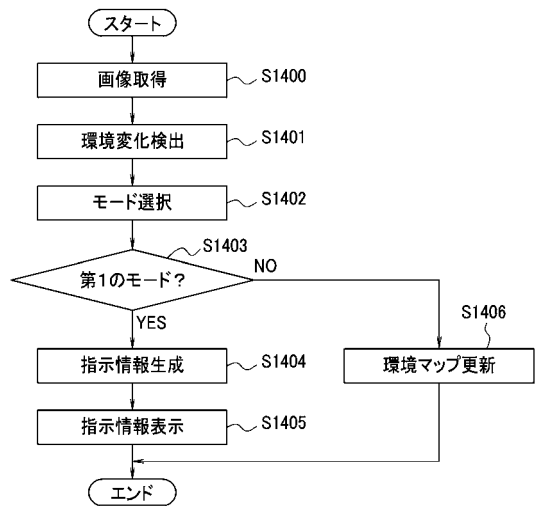 スタート
画像取得 S1400
環境変化検出 S1401
モード選択 S1402
S1403
第1のモード? NO
YES
S1406
指示情報生成 S1404
環境マップ更新
指示情報表示 S1405
エンド